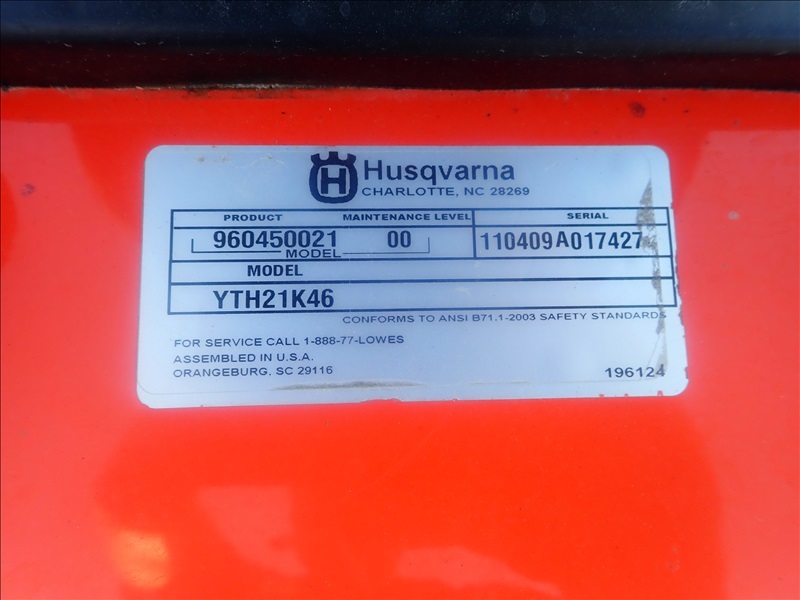 Husqvarna
CHARLOTTE, NC 28269
PRODUCT MAINTENANCE LEVEL SERIAL
960450021 00 110409A017427
MODEL
MODEL
YTH21K46
CONFORMS TO ANSI B71.1-2003 SAFETY STANDARDS
FOR SERVICE CALL 1-888-77-LOWES
ASSEMBLED IN U.S.A.
ORANGEBURG, SC 29116 196124